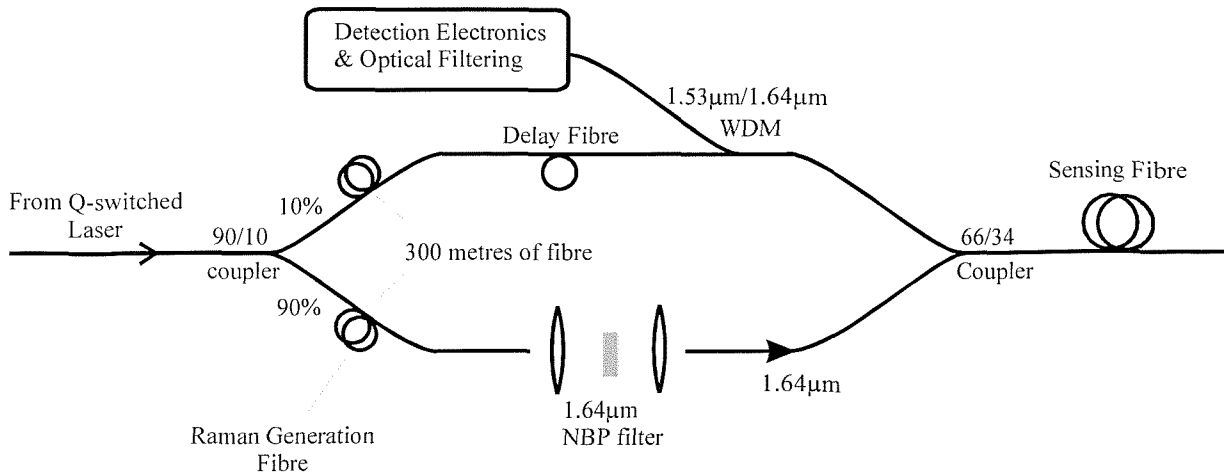 Detection Electronics
& Optical Filtering
1.53μm/1.64μm
WDM
Delay Fibre
Sensing Fibre
From Q-switched
Laser
10%
90/10
coupler
300 metres of fibre
66/34
Coupler
90%
1.64μm
1.64μm
NBP filter
Raman Generation
Fibre